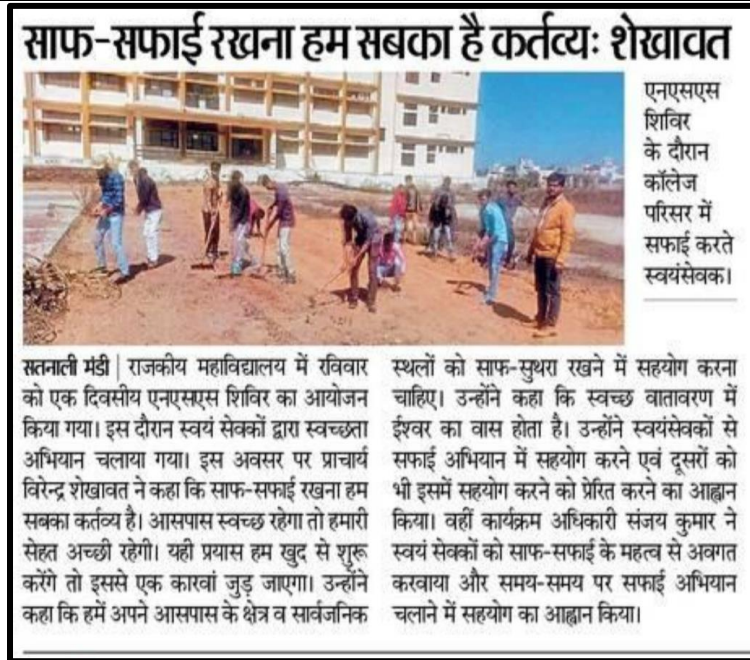 साफ-सफाई रखना हम सबका है कर्तव्यः शेखावत
एनएसएस
शिविर
के दौरान
कॉलेज
परिसर में
सफाई करते
स्वयंसेवक।
सतनाली मंडी | राजकीय महाविद्यालय में रविवार
को एक दिवसीय एनएसएस शिविर का आयोजन
किया गया। इस दौरान स्वयं सेवकों द्वारा स्वच्छता
अभियान चलाया गया। इस अवसर पर प्राचार्य
विरेन्द्र शेखावत ने कहा कि साफ-सफाई रखना हम
सबका कर्तव्य है। आसपास स्वच्छ रहेगा तो हमारी
सेहत अच्छी रहेगी। यही प्रयास हम खुद से शुरू
करेंगे तो इससे एक कारवां जुड़ जाएगा। उन्होंने
कहा कि हमें अपने आसपास के क्षेत्र व सार्वजनिक
स्थलों को साफ-सुथरा रखने में सहयोग करना
चाहिए। उन्होंने कहा कि स्वच्छ वातावरण में
ईश्वर का वास होता है। उन्होंने स्वयंसेवकों से
सफाई अभियान में सहयोग करने एवं दूसरों को
भी इसमें सहयोग करने को प्रेरित करने का आह्वान
किया। वहीं कार्यक्रम अधिकारी संजय कुमार ने
स्वयं सेवकों को साफ-सफाई के महत्व से अवगत
करवाया और समय-समय पर सफाई अभियान
चलाने में सहयोग का आह्वान किया।